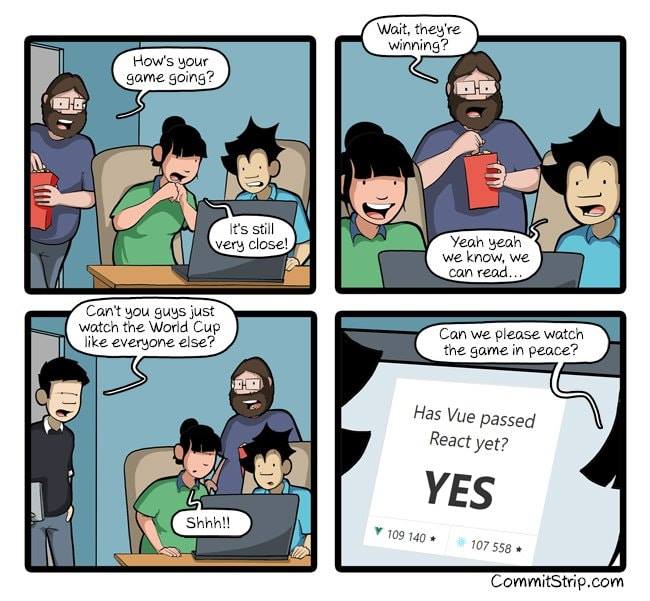 How's your
game going?
It's still
very close!
Wait, they're
winning?
Yeah yeah
we know, we
can read...
Can't you guys just
watch the World Cup
like everyone else?
Shhh!!
Can we please watch
the game in peace?
Has Vue passed
React yet?
YES
109 140 ★
107 558 ★
CommitStrip.com